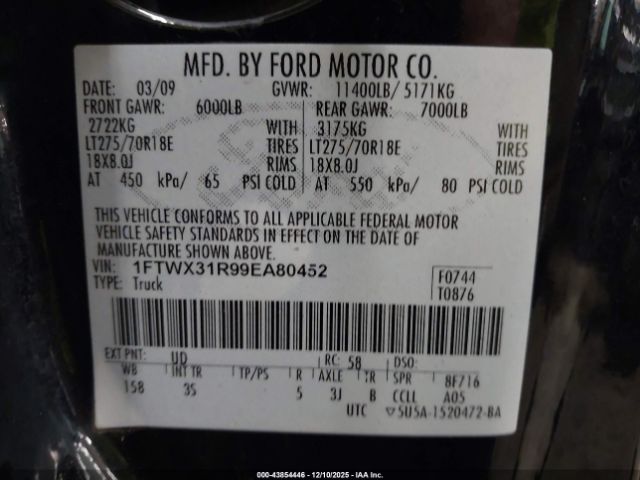 MFD. BY FORD MOTOR CO.
DATE: 03/09 GVWR: 11400LB/ 5171KG
FRONT GAWR: 6000LB REAR GAWR: 7000LB
2722KG WITH 3175KG WITH
LT275/70R18E TIRES LT275/70R18E TIRES
18X8.0J RIMS 18X8.0J RIMS
AT 450 kPa/ 65 PSI COLD AT 550 kPa/ 80 PSI COLD
THIS VEHICLE CONFORMS TO ALL APPLICABLE FEDERAL MOTOR
VEHICLE SAFETY STANDARDS IN EFFECT ON THE DATE OF
MANUFACTURE SHOWN ABOVE.
VIN: 1FTWX31R99EA80452 F0744
TYPE: Truck T0876
EXT PNT: UD RC: 58 DSO:
WB INT TR TP/PS R AXLE TR SPR 8F716
158 3S 5 3J B CCLL A05
UTC ▽5U5A-1520472-BA
000-43854446 - 12/10/2025 - IAAC.com